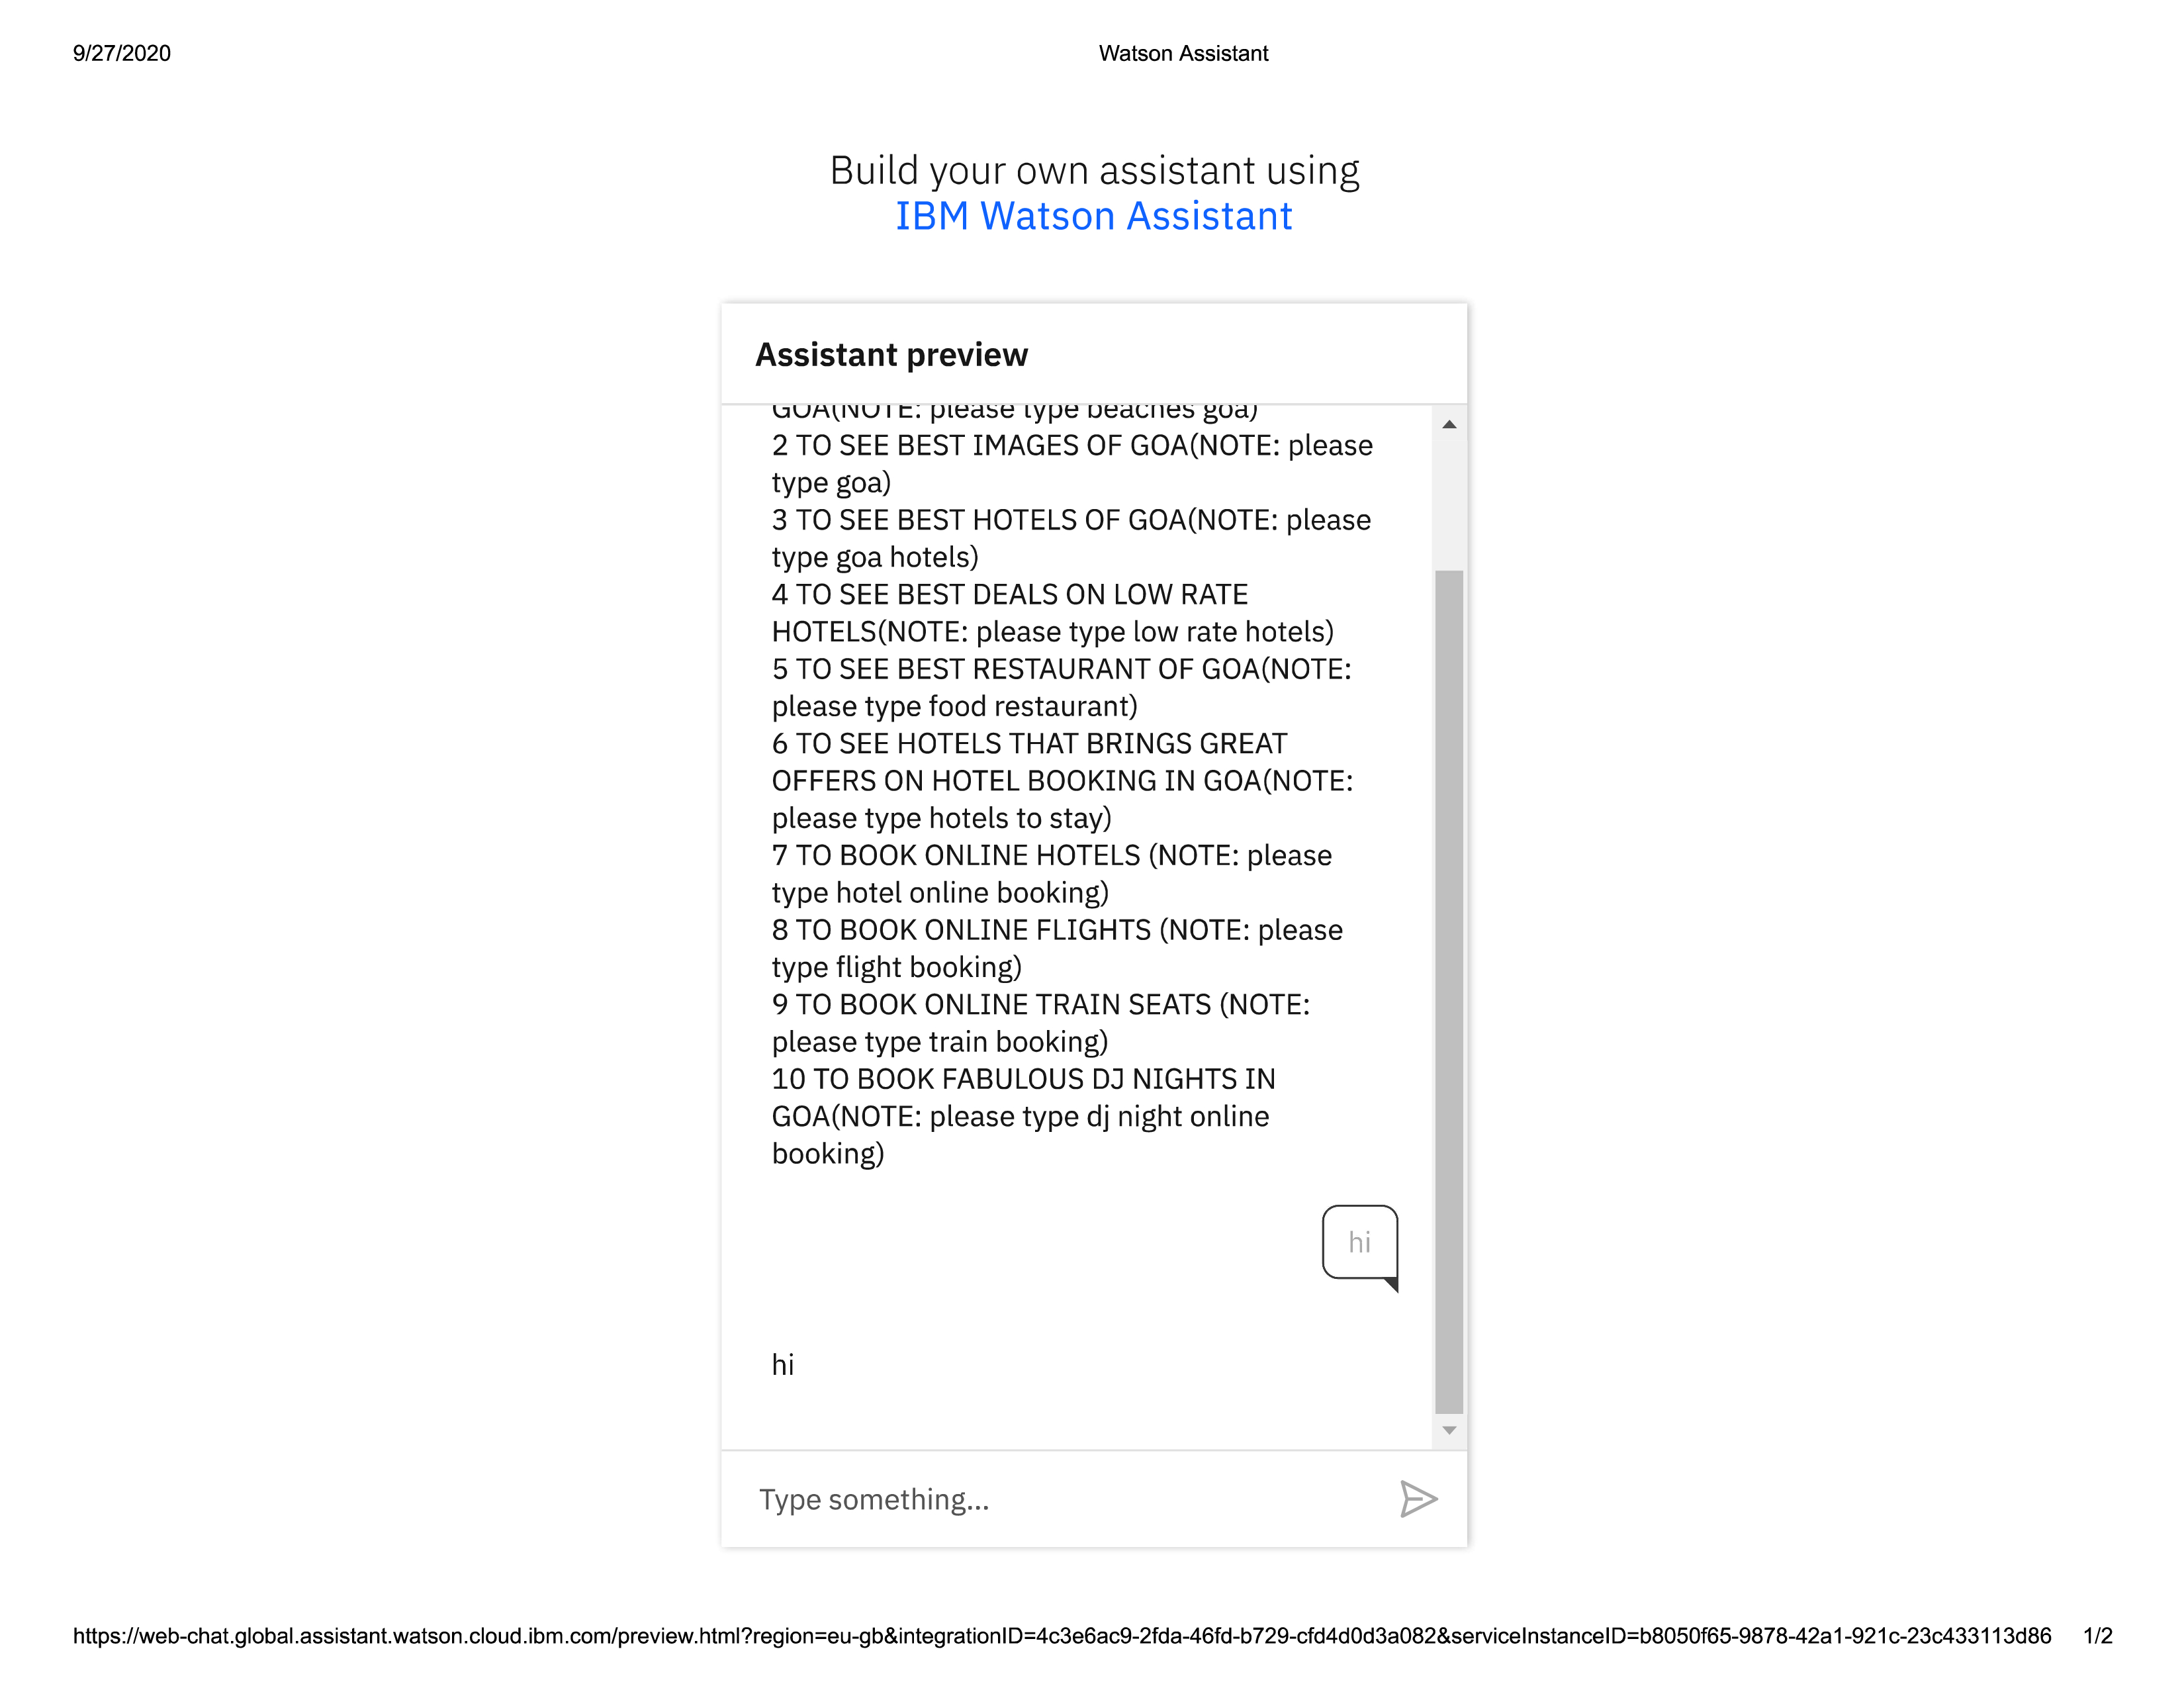 9/27/2020
Watson Assistant
Build your own assistant using
IBM Watson Assistant
Assistant preview
GOA(NOTE: please type beaches goa)
2 TO SEE BEST IMAGES OF GOA(NOTE: please
type goa)
3 TO SEE BEST HOTELS OF GOA(NOTE: please
type goa hotels)
4 TO SEE BEST DEALS ON LOW RATE
HOTELS(NOTE: please type low rate hotels)
5 TO SEE BEST RESTAURANT OF GOA(NOTE:
please type food restaurant)
6 TO SEE HOTELS THAT BRINGS GREAT
OFFERS ON HOTEL BOOKING IN GOA(NOTE:
please type hotels to stay)
7 TO BOOK ONLINE HOTELS (NOTE: please
type hotel online booking)
8 TO BOOK ONLINE FLIGHTS (NOTE: please
type flight booking)
9 TO BOOK ONLINE TRAIN SEATS (NOTE:
please type train booking)
10 TO BOOK FABULOUS DJ NIGHTS IN
GOA(NOTE: please type dj night online
booking)
hi
hi
Type something...
https://web-chat.global.assistant.watson.cloud.ibm.com/preview.html?region=eu-gb&integrationID=4c3e6ac9-2fda-46fd-b729-cfd4d0d3a082&serviceInstanceID=b8050f65-9878-42a1-921c-23c433113d86 1/2